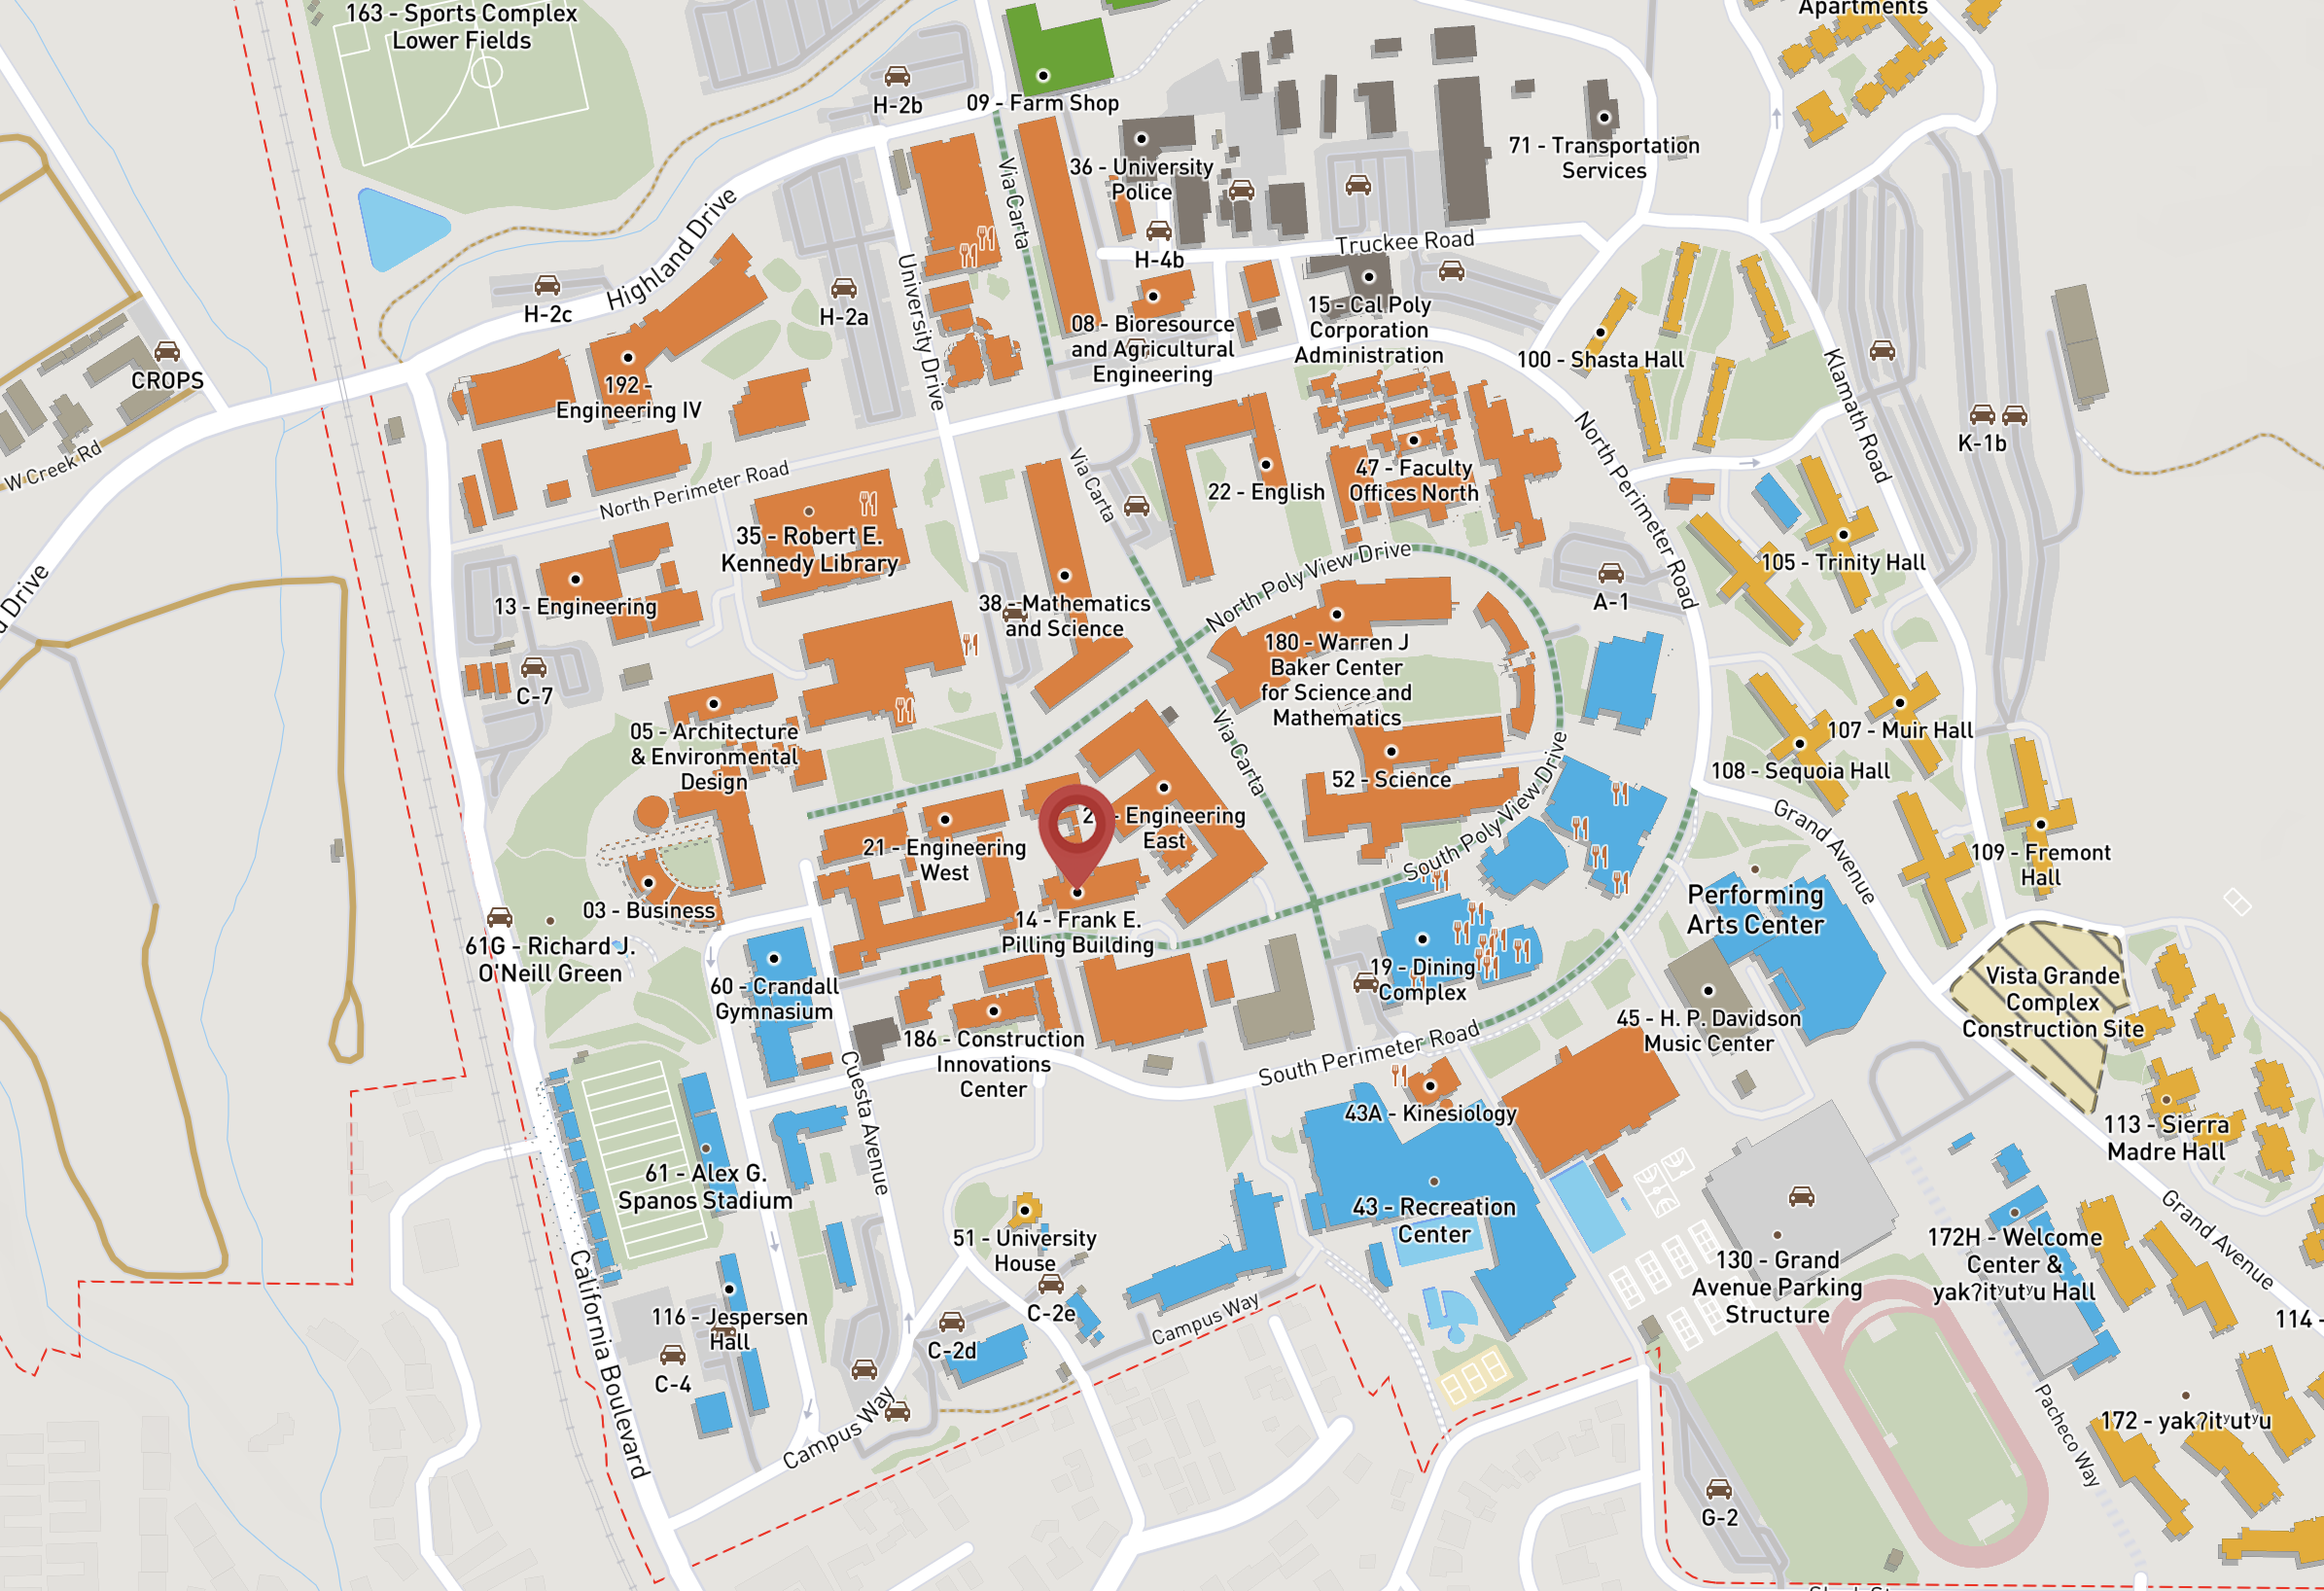 163 - Sports Complex
Lower Fields
Apartments
H-2b
09 - Farm Shop
36 - University
Police
71 - Transportation
Services
Via Carta
Highland Drive
H-2c
H-2a
University Drive
H-4b
Truckee Road
15 - Cal Poly
Corporation
Administration
08 - Bioresource
and Agricultural
Engineering
100 - Shasta Hall
Klamath Road
CROPS
192 -
Engineering IV
W Creek Rd
North Perimeter Road
Via Carta
22 - English
47 - Faculty
Offices North
North Perimeter Road
K-1b
35 - Robert E.
Kennedy Library
13 - Engineering
38 - Mathematics
and Science
North Poly View Drive
A-1
105 - Trinity Hall
Drive
C-7
180 - Warren J
Baker Center
for Science and
Mathematics
05 - Architecture
& Environmental
Design
Via Carta
52 - Science
South Poly View Drive
107 - Muir Hall
108 - Sequoia Hall
Grand Avenue
Engineering
East
21 - Engineering
West
109 - Fremont
Hall
03 - Business
14 - Frank E.
Pilling Building
Performing
Arts Center
61G - Richard J.
O'Neill Green
60 - Crandall
Gymnasium
19 - Dining
Complex
Vista Grande
Complex
Construction Site
45 - H. P. Davidson
Music Center
186 - Construction
Innovations
Center
South Perimeter Road
Cuesta Avenue
43A - Kinesiology
113 - Sierra
Madre Hall
61 - Alex G.
Spanos Stadium
43 - Recreation
Center
Grand Avenue
51 - University
House
172H - Welcome
Center &
yakʔitʸutʸu Hall
130 - Grand
Avenue Parking
Structure
California Boulevard
116 - Jespersen
Hall
C-2e
C-2d
Campus Way
114 -
C-4
Campus Way
Pacheco Way
172 - yakʔitʸutʸu
G-2